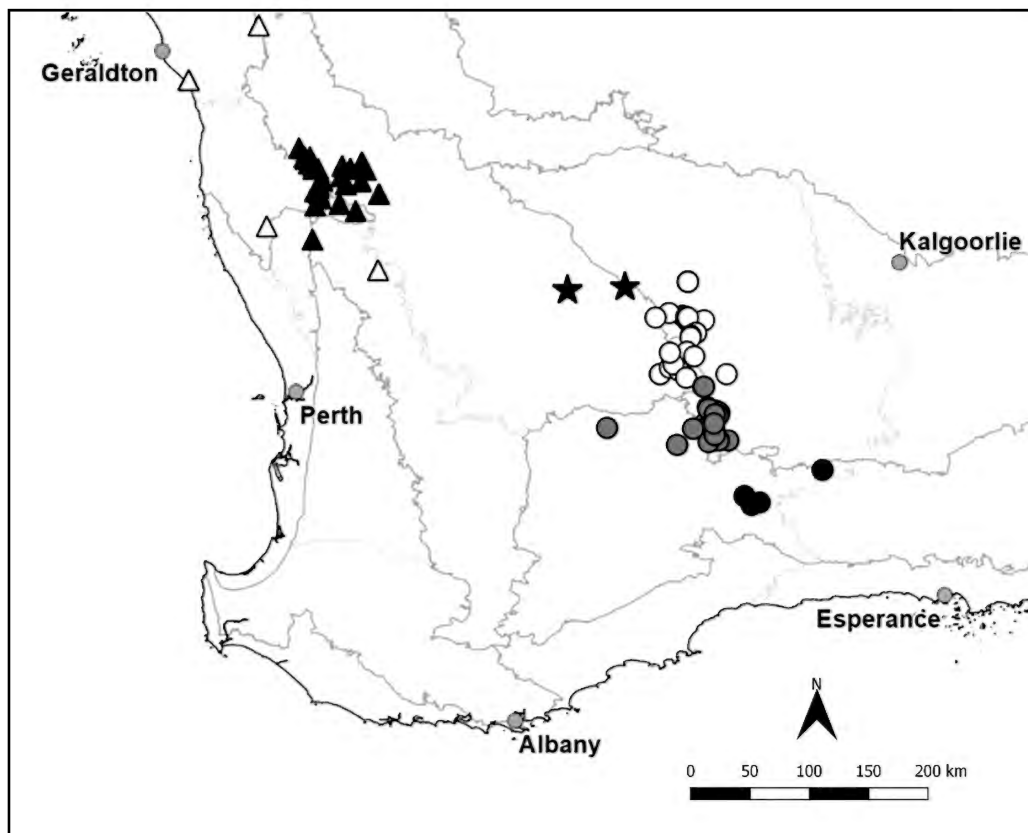 Geraldton
Kalgoorlie
Perth
Esperance
Albany
N
0 50 100 150 200 km